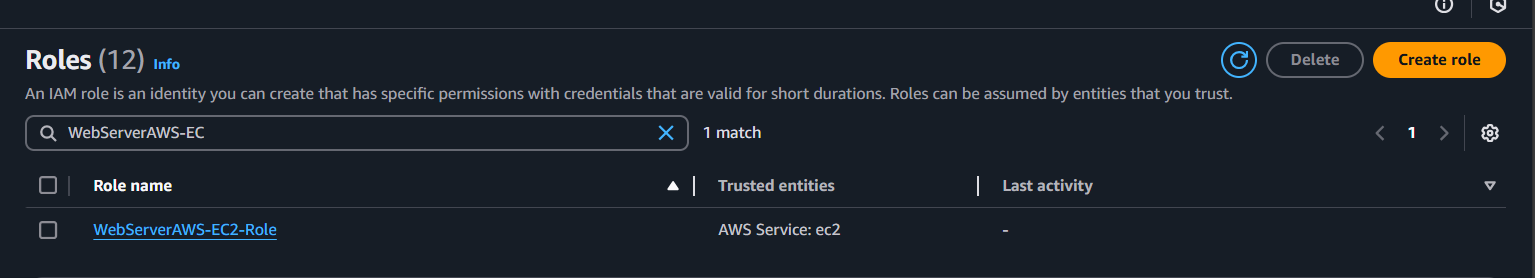 Roles (12) Info
Delete
Create role
An IAM role is an identity you can create that has specific permissions with credentials that are valid for short durations. Roles can be assumed by entities that you trust.
WebServerAWS-EC
1 match
1
Role name
Trusted entities
Last activity
WebServerAWS-EC2-Role
AWS Service: ec2
-